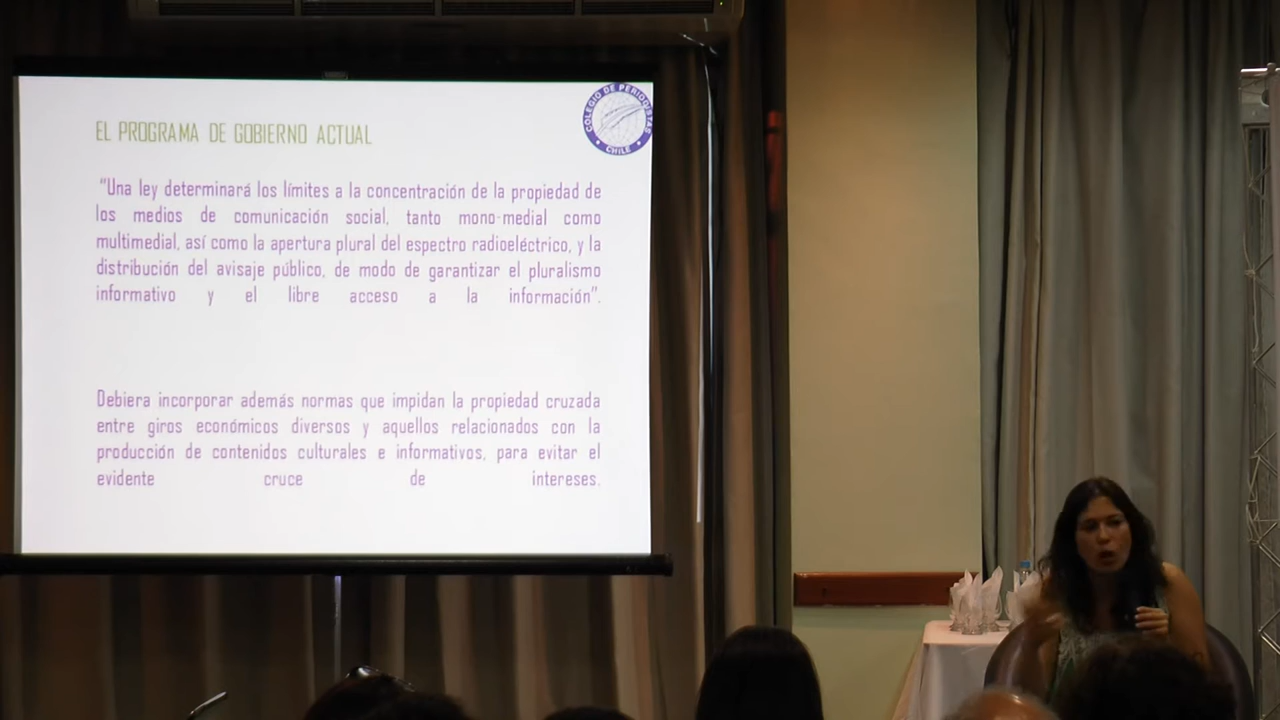 COLEGIO DE PERIODISTAS
CHILE
EL PROGRAMA DE GOBIERNO ACTUAL
"Una ley determinará los límites a la concentración de la propiedad de
los medios de comunicación social, tanto mono-medial como
multimedial, así como la apertura plural del espectro radioeléctrico, y la
distribución del avisaje público, de modo de garantizar el pluralismo
informativo y el libre acceso a la información".
Debiera incorporar además normas que impidan la propiedad cruzada
entre giros económicos diversos y aquellos relacionados con la
producción de contenidos culturales e informativos, para evitar el
evidente cruce de intereses.